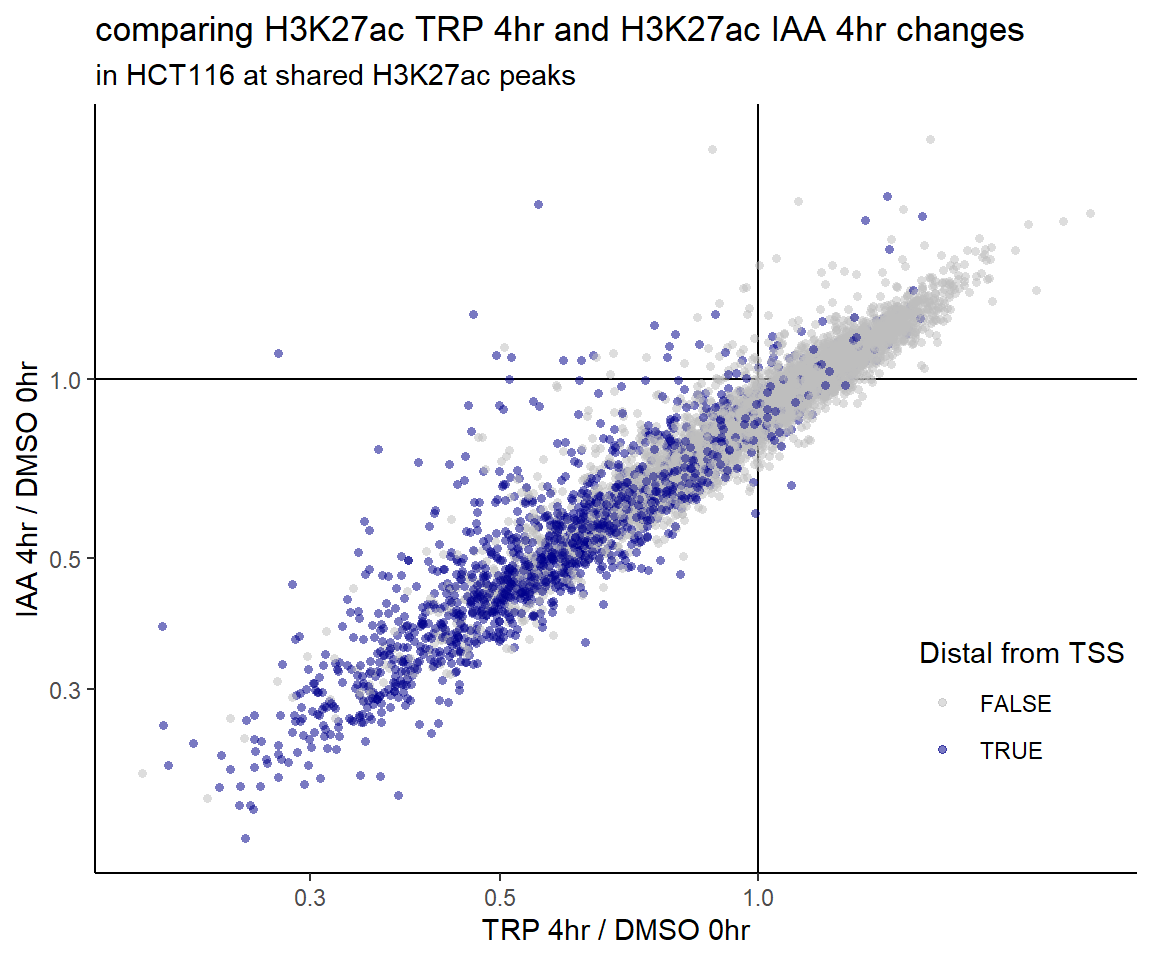 comparing H3K27ac TRP 4hr and H3K27ac IAA 4hr changes
in HCT116 at shared H3K27ac peaks
IAA 4hr / DMSO 0hr
1.0
0.5
0.3
Distal from TSS
FALSE
TRUE
0.3 0.5 1.0
TRP 4hr / DMSO 0hr